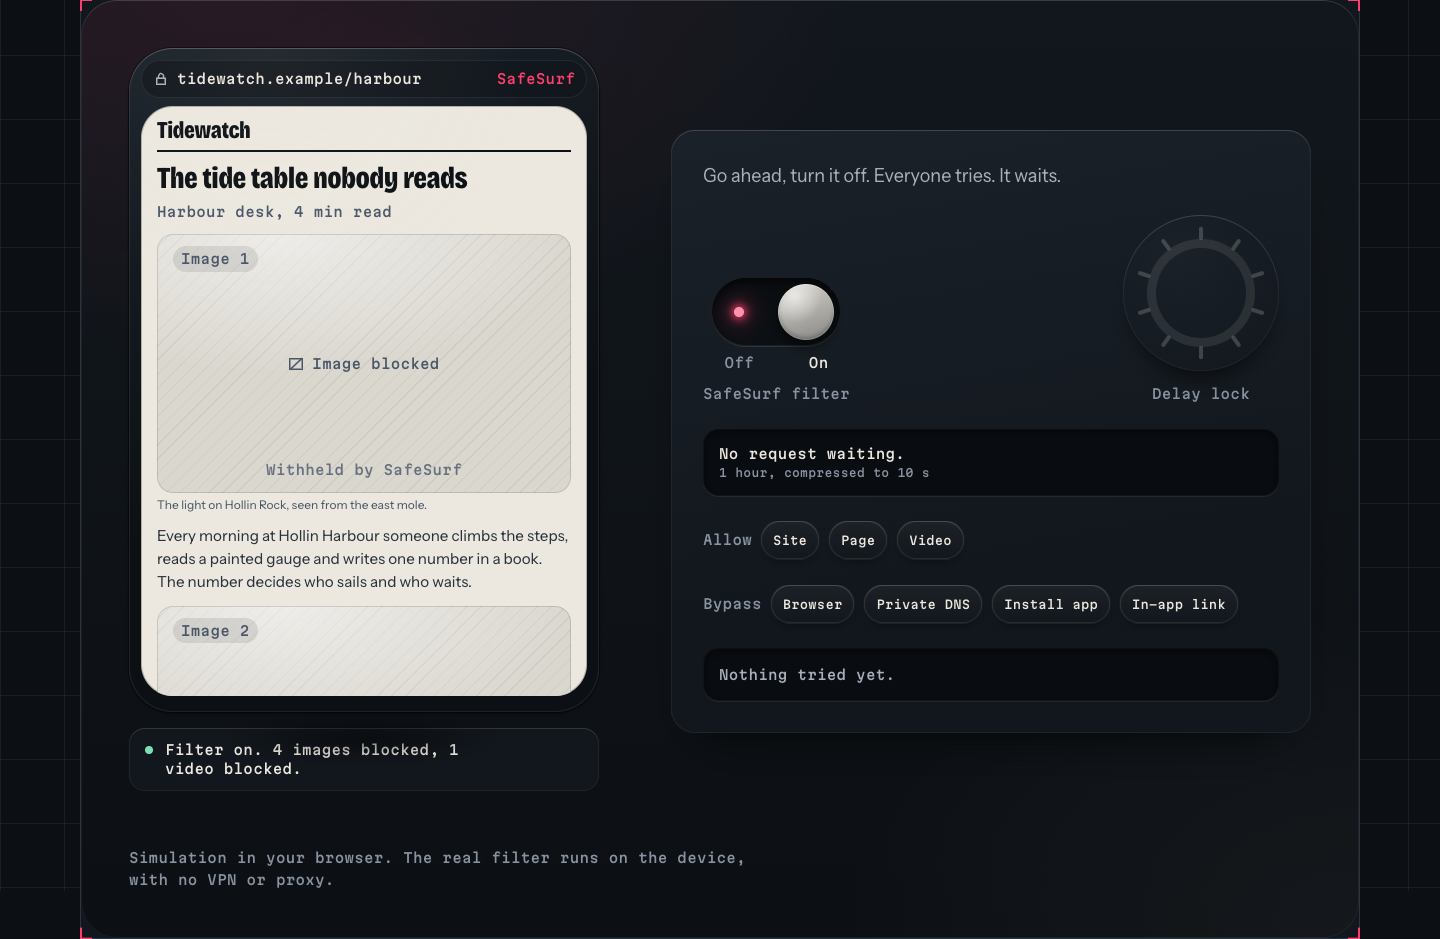 tidewatch.example/harbour
SafeSurf
Tidewatch
The tide table nobody reads
Harbour desk, 4 min read
Image 1
Image blocked
Withheld by SafeSurf
The light on Hollin Rock, seen from the east mole.
Every morning at Hollin Harbour someone climbs the steps,
reads a painted gauge and writes one number in a book.
The number decides who sails and who waits.
Image 2
Filter on. 4 images blocked, 1
video blocked.
Go ahead, turn it off. Everyone tries. It waits.
Off
On
SafeSurf filter
Delay lock
No request waiting.
1 hour, compressed to 10 s
Allow
Site
Page
Video
Bypass
Browser
Private DNS
Install app
In-app link
Nothing tried yet.
Simulation in your browser. The real filter runs on the device,
with no VPN or proxy.